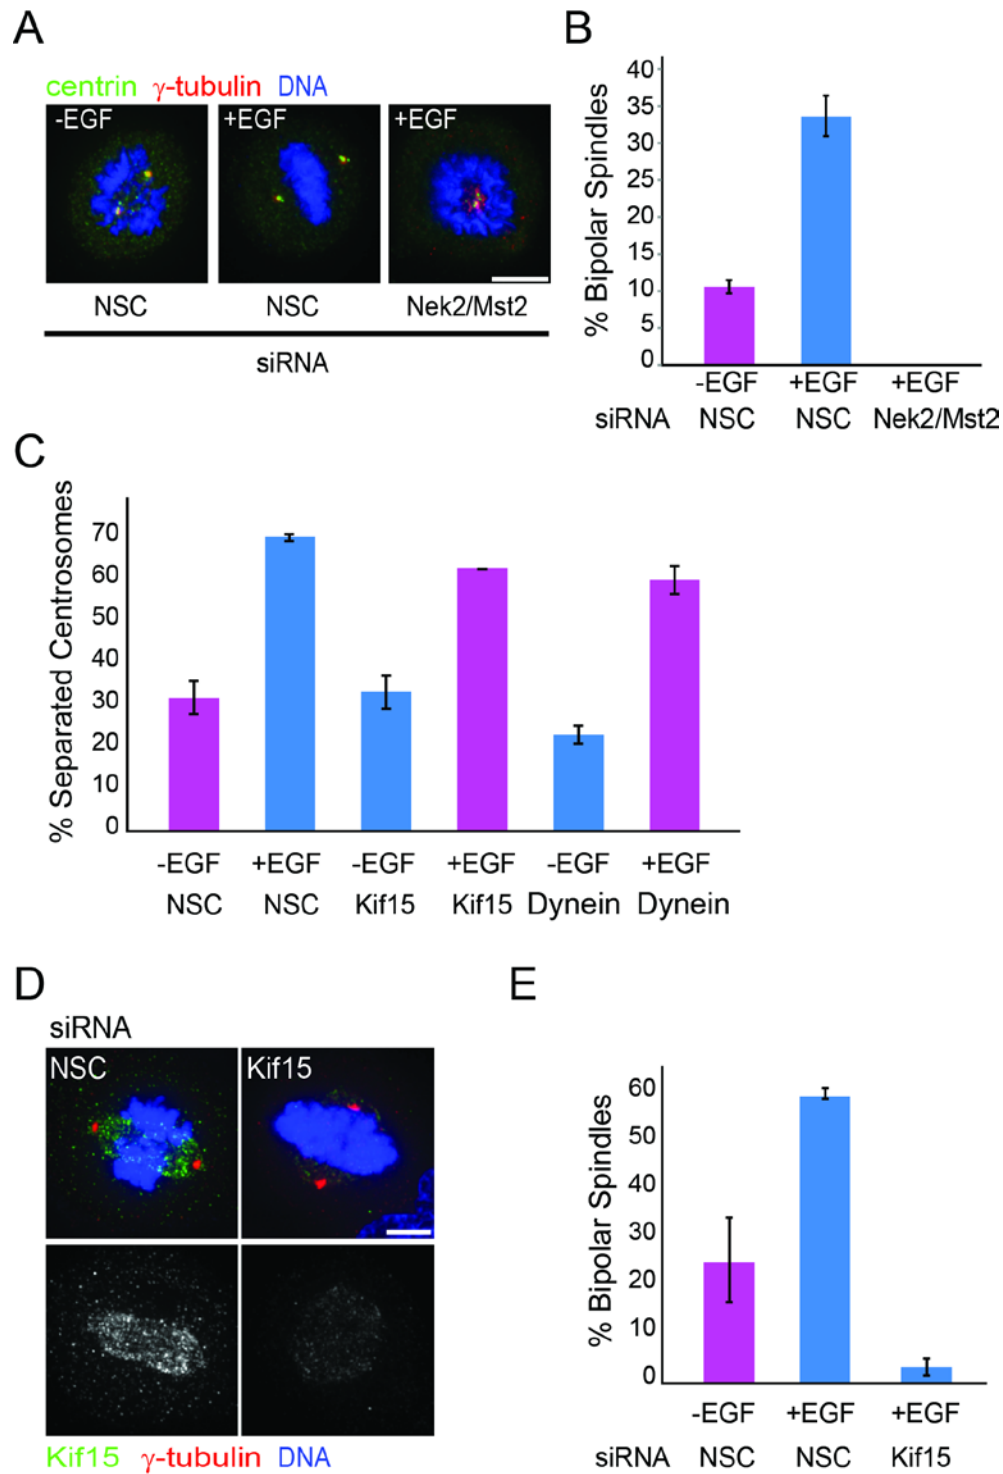 A
centrin γ-tubulin DNA
-EGF +EGF +EGF
NSC NSC Nek2/Mst2
siRNA
B
% Bipolar Spindles
40
35
30
25
20
15
10
5
0
-EGF +EGF +EGF
siRNA NSC NSC Nek2/Mst2
C
% Separated Centrosomes
70
60
50
40
30
20
10
0
-EGF +EGF -EGF +EGF -EGF +EGF
NSC NSC Kif15 Kif15 Dynein Dynein
D
siRNA
NSC Kif15
Kif15 γ-tubulin DNA
E
% Bipolar Spindles
60
50
40
30
20
10
0
-EGF +EGF +EGF
siRNA NSC NSC Kif15